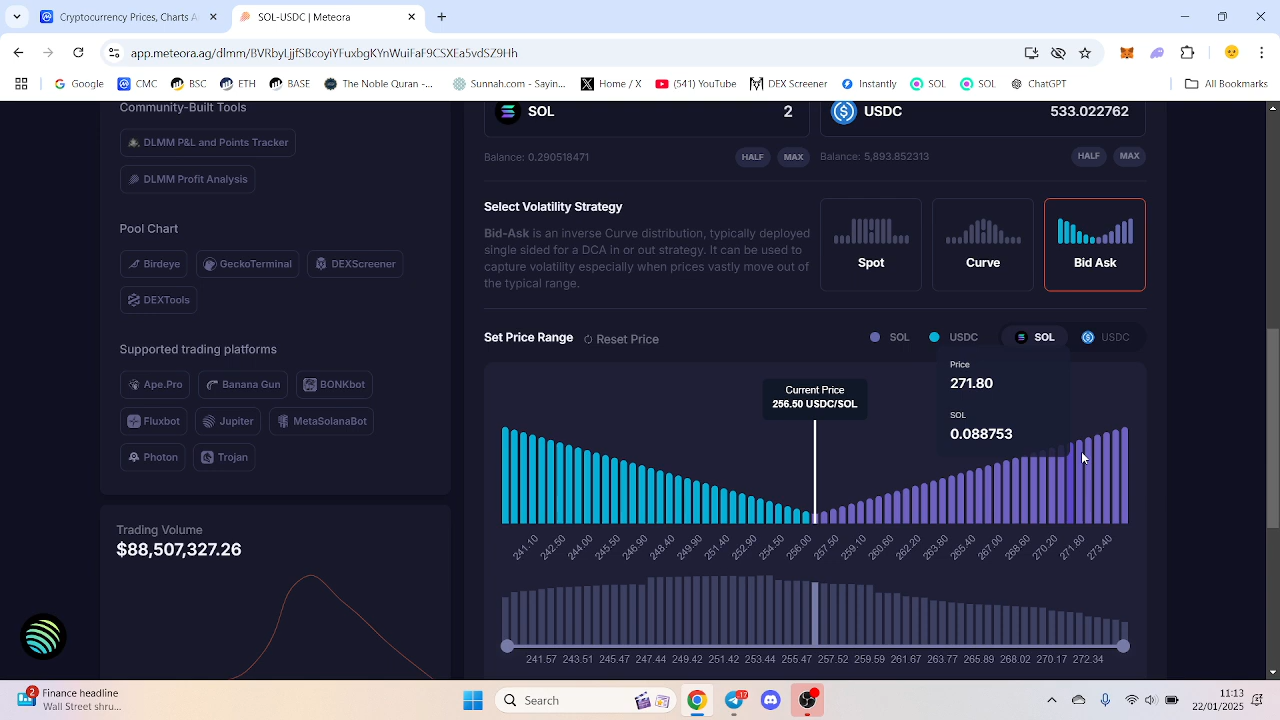 Cryptocurrency Prices, Charts A
SOL-USDC | Meteora
app.meteora.ag/dlmm/BVRbyLjjfSBcoyiYFuxbgKYnWuiFaF9CSXEa5vdSZ9Hh
Google
CMC
BSC
ETH
BASE
The Noble Quran -...
Sunnah.com - Sayin...
Home / X
(541) YouTube
DEX Screener
Instantly
SOL
SOL
ChatGPT
All Bookmarks
Community-Built Tools
DLMM P&L and Points Tracker
DLMM Profit Analysis
Pool Chart
Birdeye
GeckoTerminal
DEXScreener
DEXTools
Supported trading platforms
Ape.Pro
Banana Gun
BONKbot
Fluxbot
Jupiter
MetaSolanaBot
Photon
Trojan
Trading Volume
$88,507,327.26
SOL 2
USDC 533.022762
Balance: 0.290518471 HALF MAX
Balance: 5,893.852313 HALF MAX
Select Volatility Strategy
Bid-Ask is an inverse Curve distribution, typically deployed
single sided for a DCA in or out strategy. It can be used to
capture volatility especially when prices vastly move out of
the typical range.
Spot
Curve
Bid Ask
Set Price Range
Reset Price
SOL
USDC
SOL
USDC
Price
271.80
SOL
0.088753
Current Price
256.50 USDC/SOL
241.10 242.50 244.00 245.50 246.90 248.40 249.90 251.40 252.90 254.50 256.00 257.50 259.10 260.60 262.20 263.80 265.40 267.00 268.60 270.20 271.80 273.40
241.57 243.51 245.47 247.44 249.42 251.42 253.44 255.47 257.52 259.59 261.67 263.77 265.89 268.02 270.17 272.34
2
Finance headline
Wall Street shru...
Search
17
11:13
22/01/2025